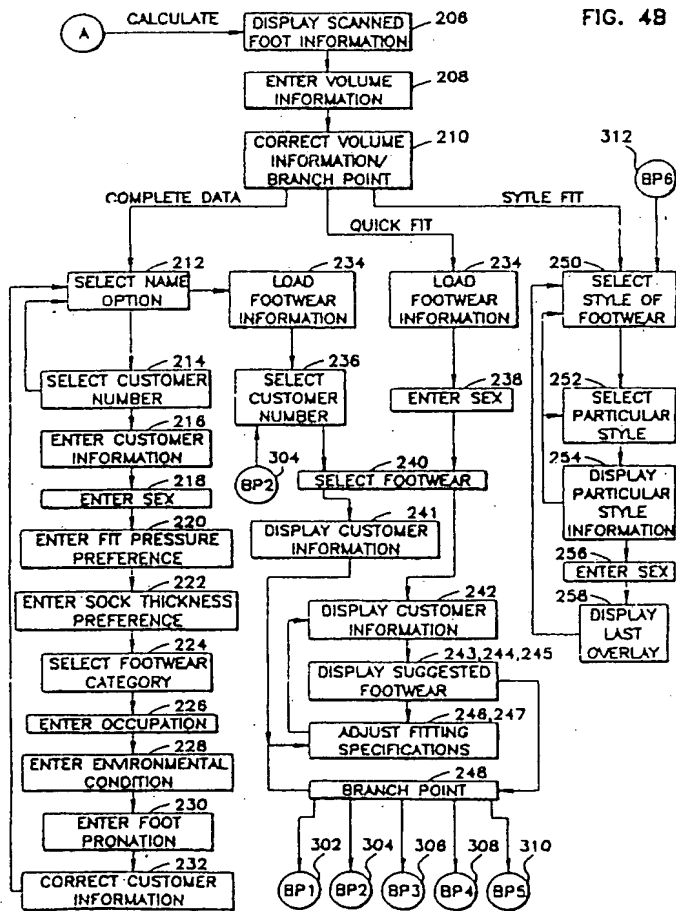 FIG. 4B
A
CALCULATE
206
DISPLAY SCANNED
FOOT INFORMATION
208
ENTER VOLUME
INFORMATION
210
CORRECT VOLUME
INFORMATION/
BRANCH POINT
312
BP6
COMPLETE DATA
QUICK FIT
SYTLE FIT
212
SELECT NAME
OPTION
214
SELECT CUSTOMER
NUMBER
216
ENTER CUSTOMER
INFORMATION
218
ENTER SEX
220
ENTER FIT PRESSURE
PREFERENCE
222
ENTER SOCK THICKNESS
PREFERENCE
224
SELECT FOOTWEAR
CATEGORY
226
ENTER OCCUPATION
228
ENTER ENVIRONMENTAL
CONDITION
230
ENTER FOOT
PRONATION
232
CORRECT CUSTOMER
INFORMATION
234
LOAD
FOOTWEAR
INFORMATION
236
SELECT
CUSTOMER
NUMBER
304
BP2
234
LOAD
FOOTWEAR
INFORMATION
238
ENTER SEX
240
SELECT FOOTWEAR
241
DISPLAY CUSTOMER
INFORMATION
242
DISPLAY CUSTOMER
INFORMATION
243,244,245
DISPLAY SUGGESTED
FOOTWEAR
246,247
ADJUST FITTING
SPECIFICATIONS
248
BRANCH POINT
250
SELECT
STYLE OF
FOOTWEAR
252
SELECT
PARTICULAR
STYLE
254
DISPLAY
PARTICULAR
STYLE
INFORMATION
256
ENTER SEX
258
DISPLAY
LAST
OVERLAY
302
304
306
308
310
BP1
BP2
BP3
BP4
BP5